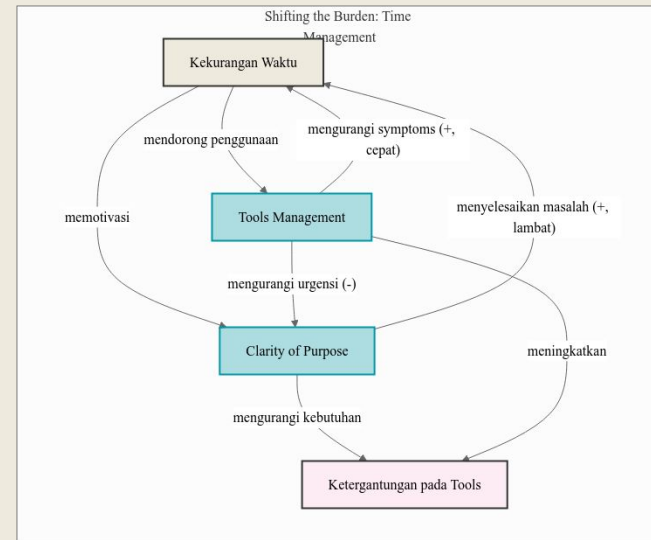 Shifting the Burden: Time
Management
Kekurangan Waktu
mendorong penggunaan
mengurangi symptoms (+,
cepat)
memotivasi
Tools Management
menyelesaikan masalah (+,
lambat)
mengurangi urgensi (-)
Clarity of Purpose
meningkatkan
mengurangi kebutuhan
Ketergantungan pada Tools